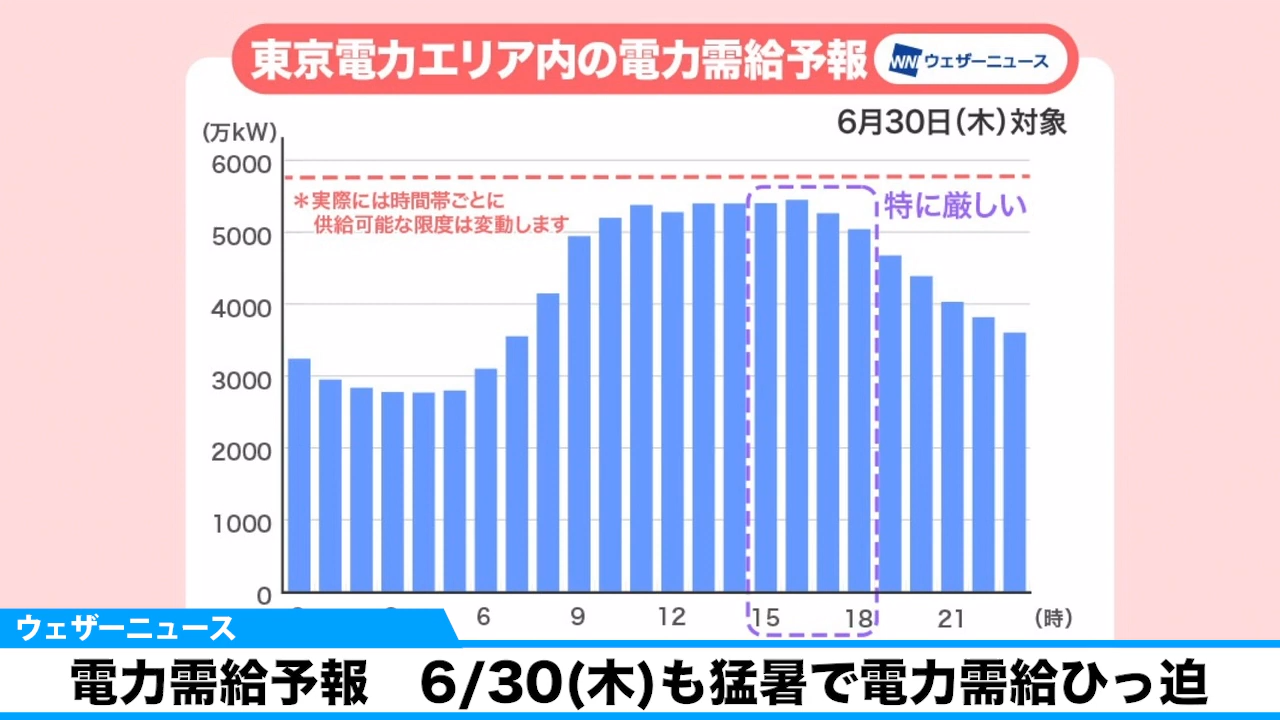 東京電力エリア内の電力需給予報
WN ウェザーニュース
6月30日(木)対象
(万kW)
6000
＊実際には時間帯ごとに
供給可能な限度は変動します
特に厳しい
5000
4000
3000
2000
1000
0
6 9 12 15 18 21 (時)
ウェザーニュース
電力需給予報　6/30(木)も猛暑で電力需給ひっ迫